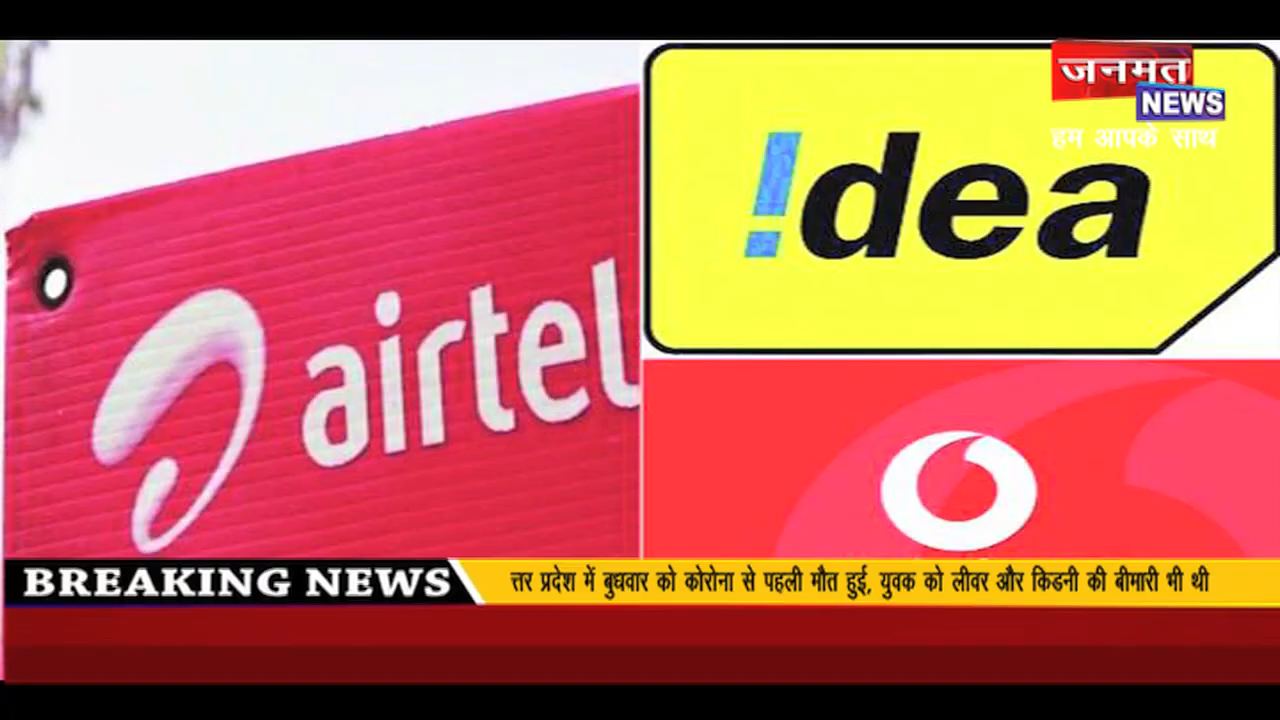 जनमत
NEWS
हम आपके साथ
!dea
airtel
BREAKING NEWS
त्तर प्रदेश में बुधवार को कोरोना से पहली मौत हुई, युवक को लीवर और किडनी की बीमारी भी थी